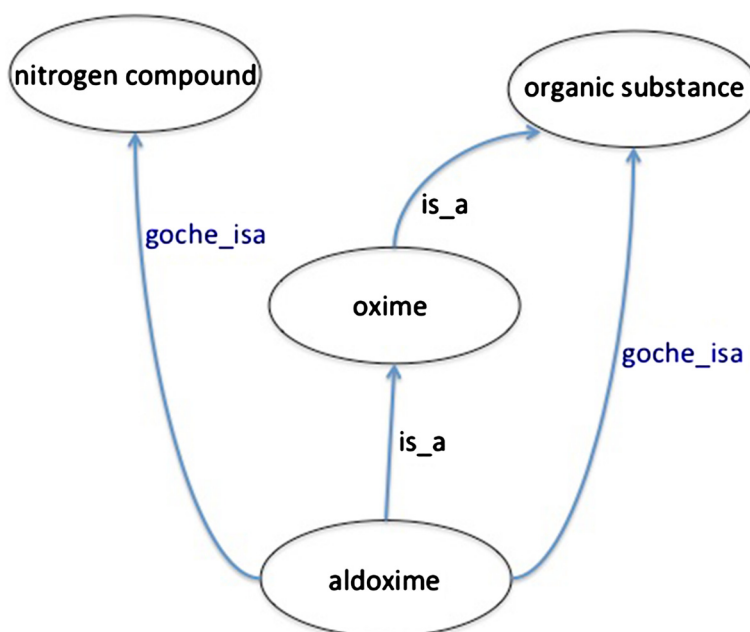 nitrogen compound
organic substance
is_a
goche_isa
oxime
goche_isa
is_a
aldoxime